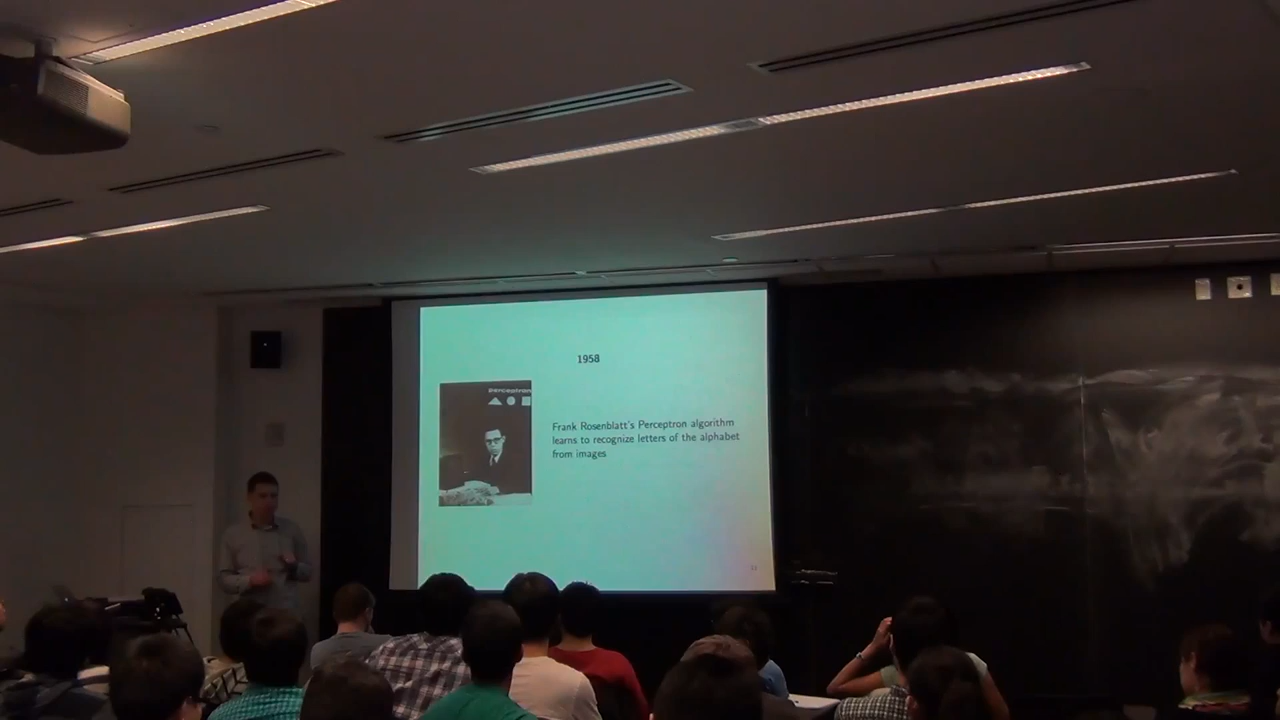 1958
perceptron
Frank Rosenblatt's Perceptron algorithm
learns to recognize letters of the alphabet
from images